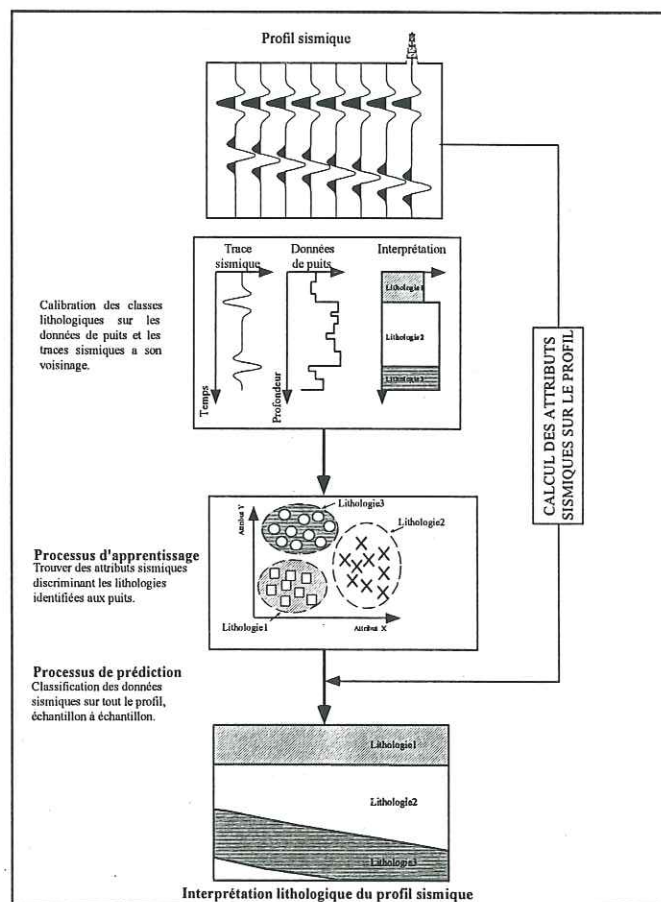 Profil sismique
Trace
sismique
Données
de puits
Interprétation
Lithologie1
Lithologie2
Lithologie3
Temps
Profondeur
Calibration des classes
lithologiques sur les
données de puits et les
traces sismiques a son
voisinage.
CALCUL DES ATTRIBUTS
SISMIQUES SUR LE PROFIL
Processus d'apprentissage
Trouver des attributs sismiques
discriminant les lithologies
identifiées aux puits.
Attribut Y
Lithologie3
Lithologie2
Lithologie1
Attribut X
Processus de prédiction
Classification des données
sismiques sur tout le profil,
échantillon à échantillon.
Lithologie1
Lithologie2
Lithologie3
Interprétation lithologique du profil sismique